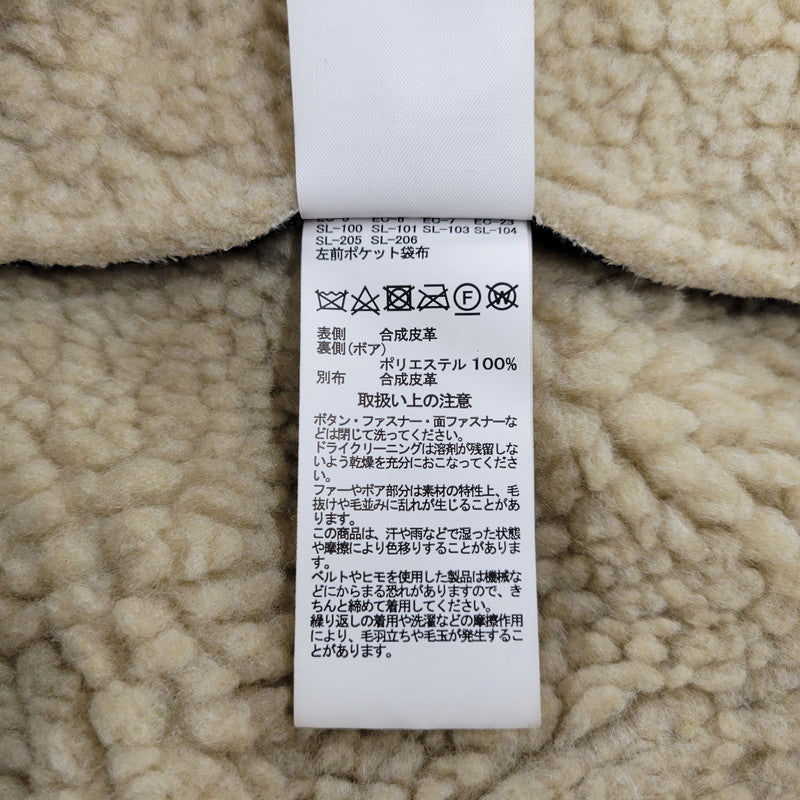 SL-100 SL-101 SL-103 SL-104
SL-205 SL-206
左前ポケット袋布
F W
表側 合成皮革
裏側(ボア)
ポリエステル 100%
別布 合成皮革
取扱い上の注意
ボタン・ファスナー・面ファスナーな
どは閉じて洗ってください。
ドライクリーニングは溶剤が残留しな
いよう乾燥を充分におこなってくださ
い。
ファーやボア部分は素材の特性上、毛
抜けや毛並みに乱れが生じることがあ
ります。
この商品は、汗や雨などで湿った状態
や摩擦により色移りすることがありま
す。
ベルトやヒモを使用した製品は機械な
どにからまる恐れがありますので、き
ちんと締めて着用してください。
繰り返しの着用や洗濯などの摩擦作用
により、毛羽立ちや毛玉が発生するこ
とがあります。